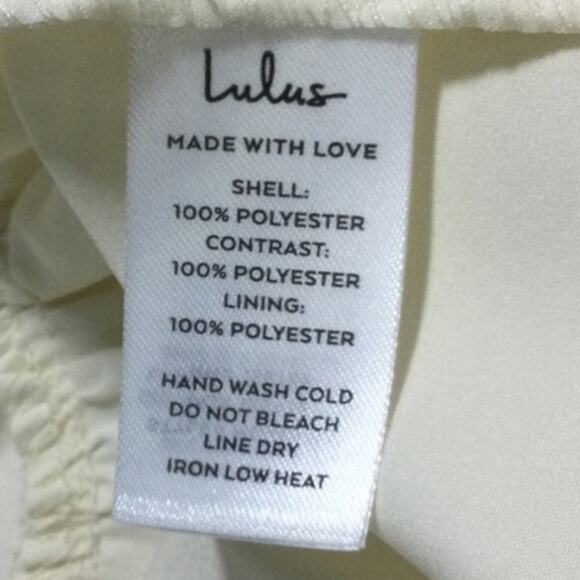 Lulus
MADE WITH LOVE
SHELL:
100% POLYESTER
CONTRAST:
100% POLYESTER
LINING:
100% POLYESTER
HAND WASH COLD
DO NOT BLEACH
LINE DRY
IRON LOW HEAT